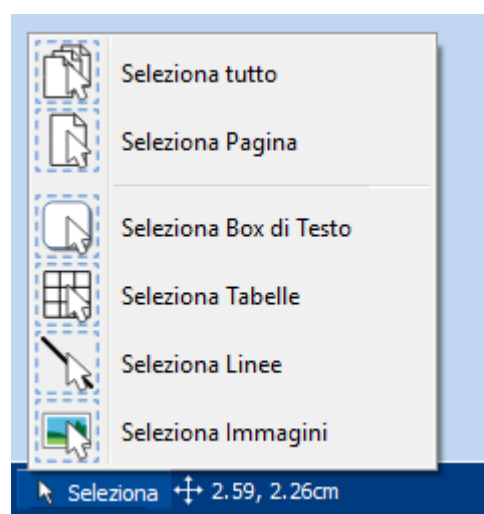 Seleziona tutto
Seleziona Pagina
Seleziona Box di Testo
Seleziona Tabelle
Seleziona Linee
Seleziona Immagini
Seleziona 2.59, 2.26cm